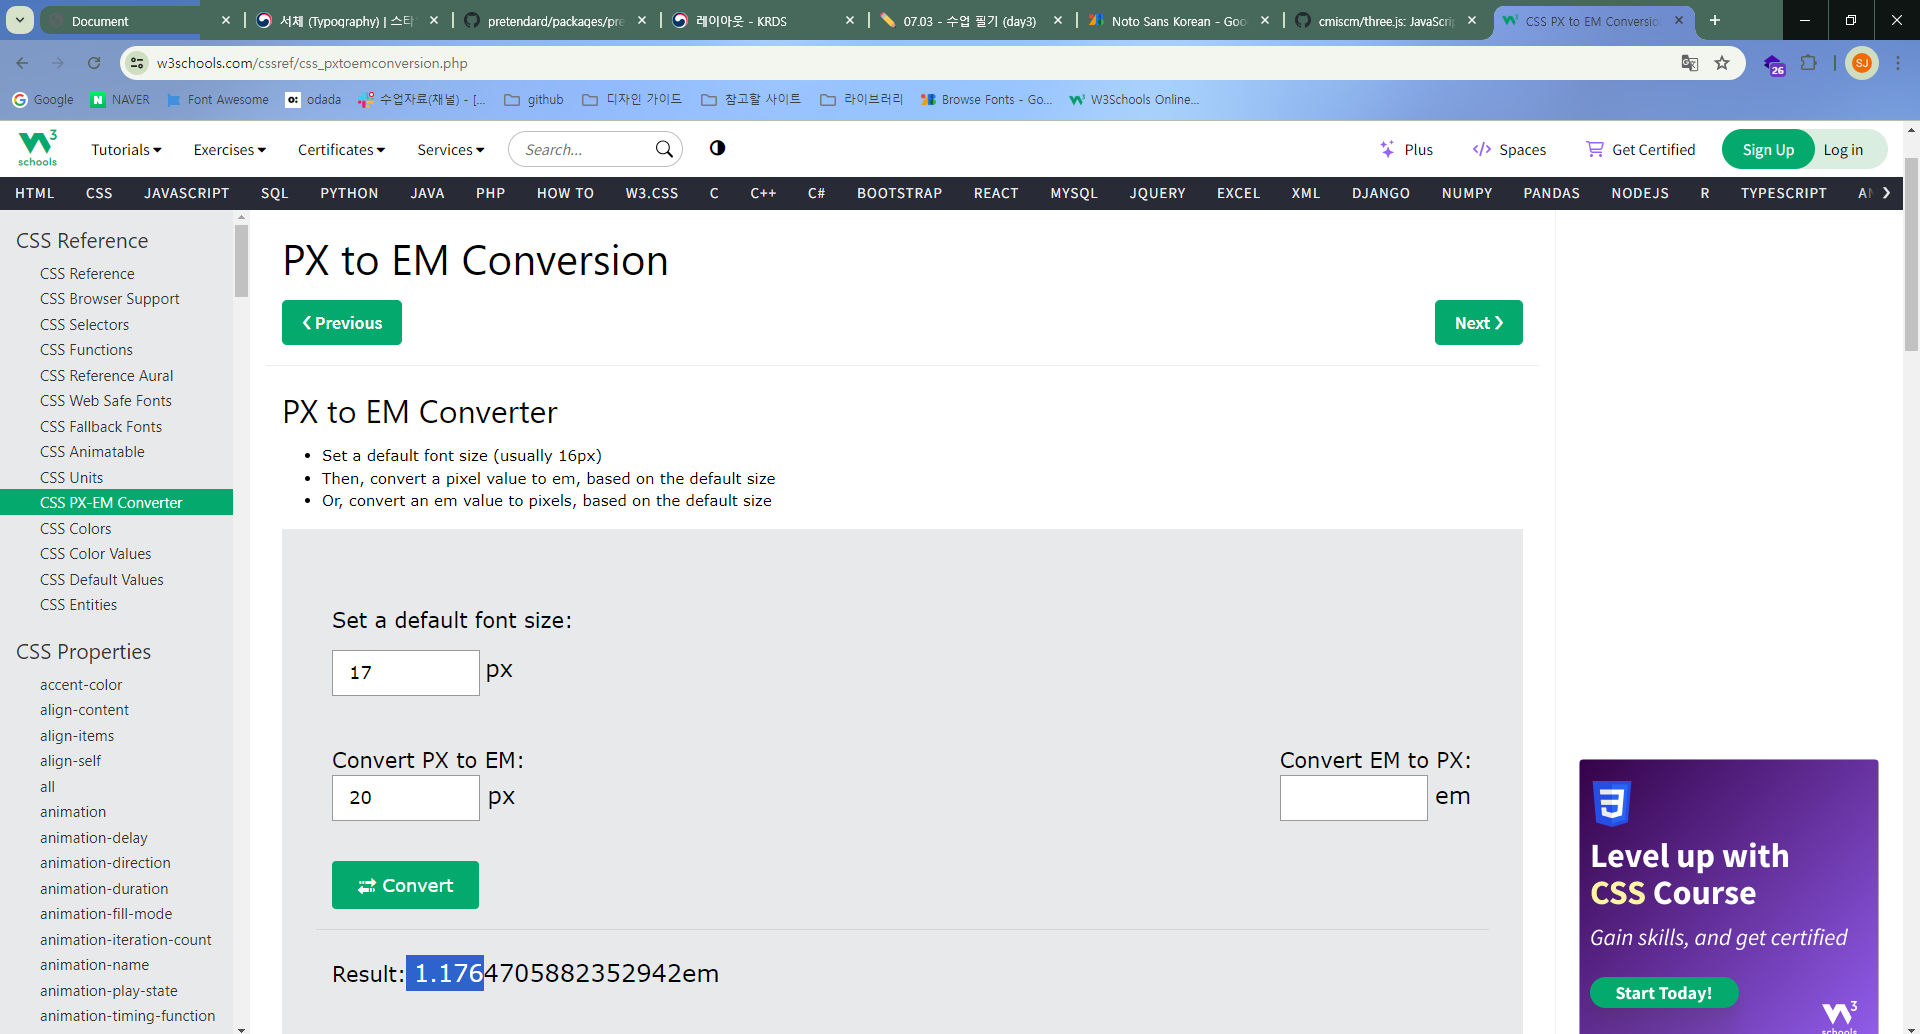 Document
서체 (Typography) | 스타
pretendard/packages/pre
레이아웃 - KRDS
07.03 - 수업 필기 (day3)
Noto Sans Korean - Goo
cmiscm/three.js: JavaScri
CSS PX to EM Conversio
w3schools.com/cssref/css_pxtoemconversion.php
26
SJ
Google
NAVER
Font Awesome
odada
수업자료(채널) - [...
github
디자인 가이드
참고할 사이트
라이브러리
Browse Fonts - Go...
W3Schools Online...
W3
schools
Tutorials
Exercises
Certificates
Services
Search...
Plus
Spaces
Get Certified
Sign Up
Log in
HTML CSS JAVASCRIPT SQL PYTHON JAVA PHP HOW TO W3.CSS C C++ C# BOOTSTRAP REACT MYSQL JQUERY EXCEL XML DJANGO NUMPY PANDAS NODEJS R TYPESCRIPT
CSS Reference
CSS Reference
CSS Browser Support
CSS Selectors
CSS Functions
CSS Reference Aural
CSS Web Safe Fonts
CSS Fallback Fonts
CSS Animatable
CSS Units
CSS PX-EM Converter
CSS Colors
CSS Color Values
CSS Default Values
CSS Entities
CSS Properties
accent-color
align-content
align-items
align-self
all
animation
animation-delay
animation-direction
animation-duration
animation-fill-mode
animation-iteration-count
animation-name
animation-play-state
animation-timing-function
PX to EM Conversion
❮ Previous
Next ❯
PX to EM Converter
• Set a default font size (usually 16px)
• Then, convert a pixel value to em, based on the default size
• Or, convert an em value to pixels, based on the default size
Set a default font size:
17 px
Convert PX to EM:
20 px
Convert EM to PX:
em
Convert
Result: 1.1764705882352942em
Level up with
CSS Course
Gain skills, and get certified
Start Today!
W3
schools